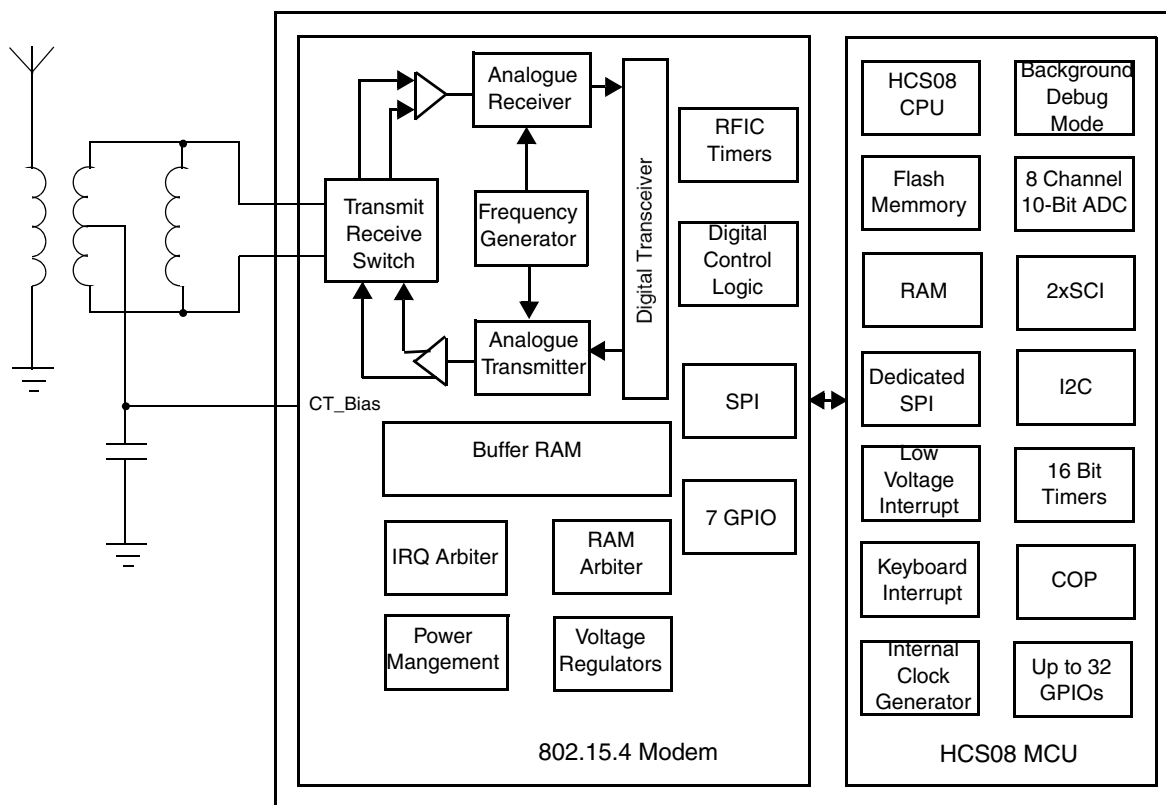 Analogue
Receiver
RFIC
Timers
Transmit
Receive
Switch
Frequency
Generator
Digital Transceiver
Digital
Control
Logic
Analogue
Transmitter
SPI
CT_Bias
Buffer RAM
7 GPIO
IRQ Arbiter
RAM
Arbiter
Power
Mangement
Voltage
Regulators
802.15.4 Modem
HCS08
CPU
Background
Debug
Mode
Flash
Memmory
8 Channel
10-Bit ADC
RAM
2xSCI
Dedicated
SPI
I2C
Low
Voltage
Interrupt
16 Bit
Timers
Keyboard
Interrupt
COP
Internal
Clock
Generator
Up to 32
GPIOs
HCS08 MCU